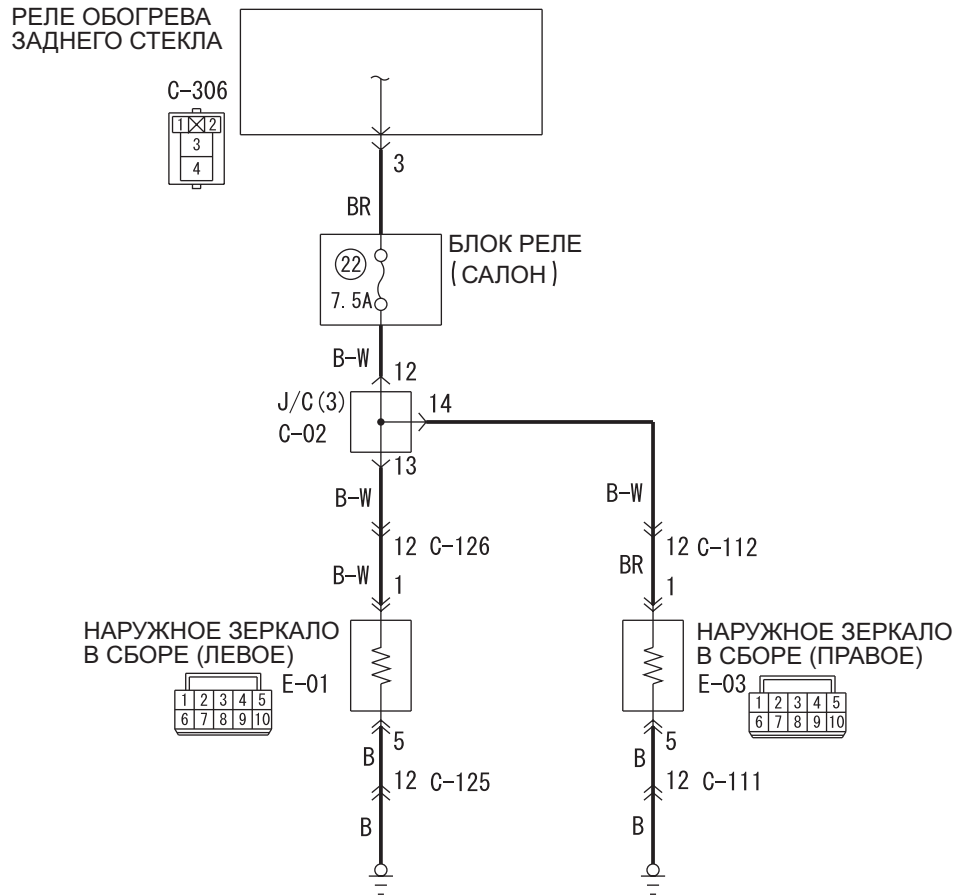 РЕЛЕ ОБОГРЕВА
ЗАДНЕГО СТЕКЛА
C-306
1 2
3
4
3
BR
БЛОК РЕЛЕ
(САЛОН)
22
7.5A
B-W
12
J/C(3)
C-02
14
13
B-W
B-W
12 C-126
12 C-112
B-W
BR
1
1
НАРУЖНОЕ ЗЕРКАЛО
В СБОРЕ (ЛЕВОЕ)
E-01
1 2 3 4 5
6 7 8 9 10
НАРУЖНОЕ ЗЕРКАЛО
В СБОРЕ (ПРАВОЕ)
E-03
1 2 3 4 5
6 7 8 9 10
5
5
B
B
12 C-125
12 C-111
B
B